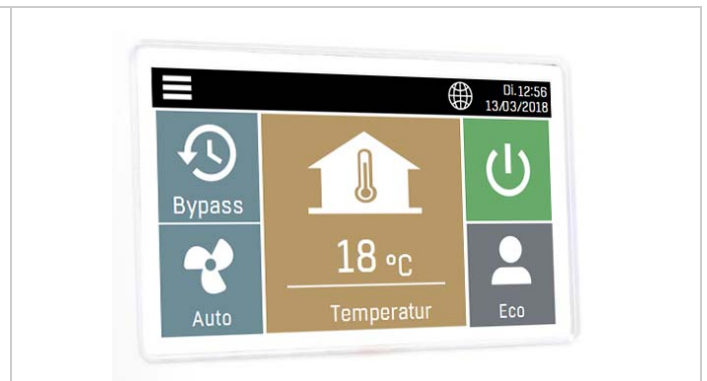 Di. 12:56
13/03/2018
Bypass
18 °C
Temperatur
Auto
Eco